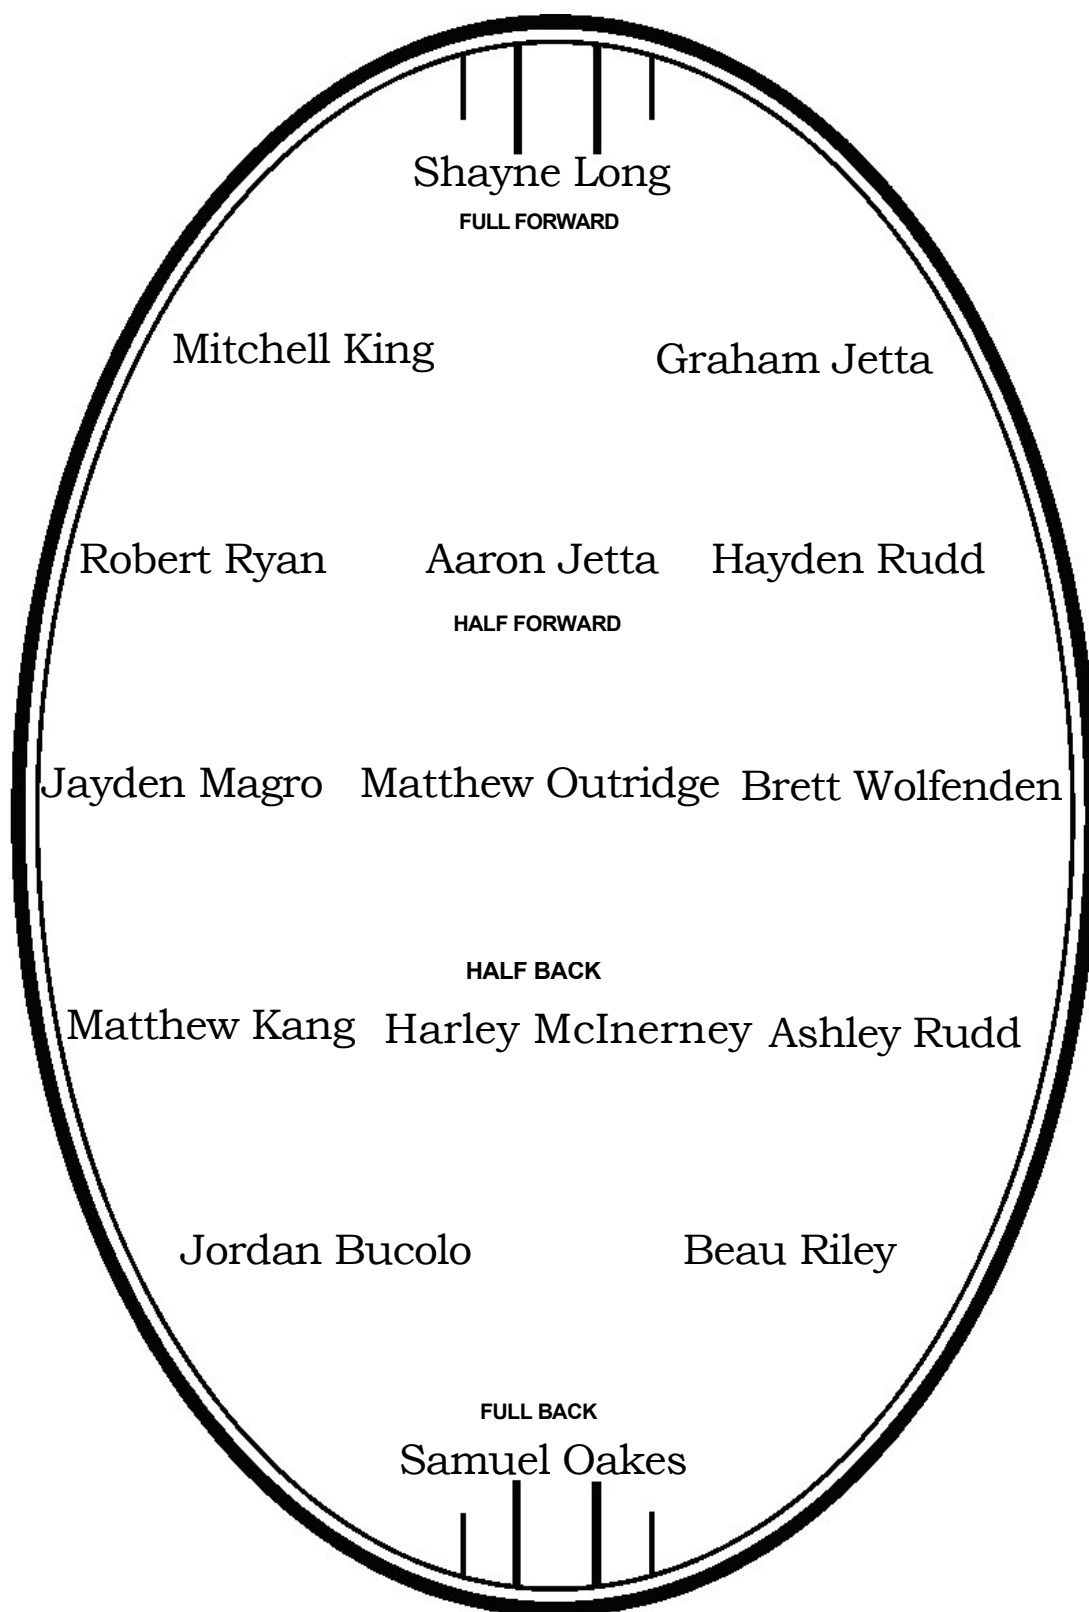 Shayne Long
FULL FORWARD
Mitchell King
Graham Jetta
Robert Ryan Aaron Jetta Hayden Rudd
HALF FORWARD
Jayden Magro Matthew Outridge Brett Wolfenden
HALF BACK
Matthew Kang Harley McInerney Ashley Rudd
Jordan Bucolo Beau Riley
FULL BACK
Samuel Oakes